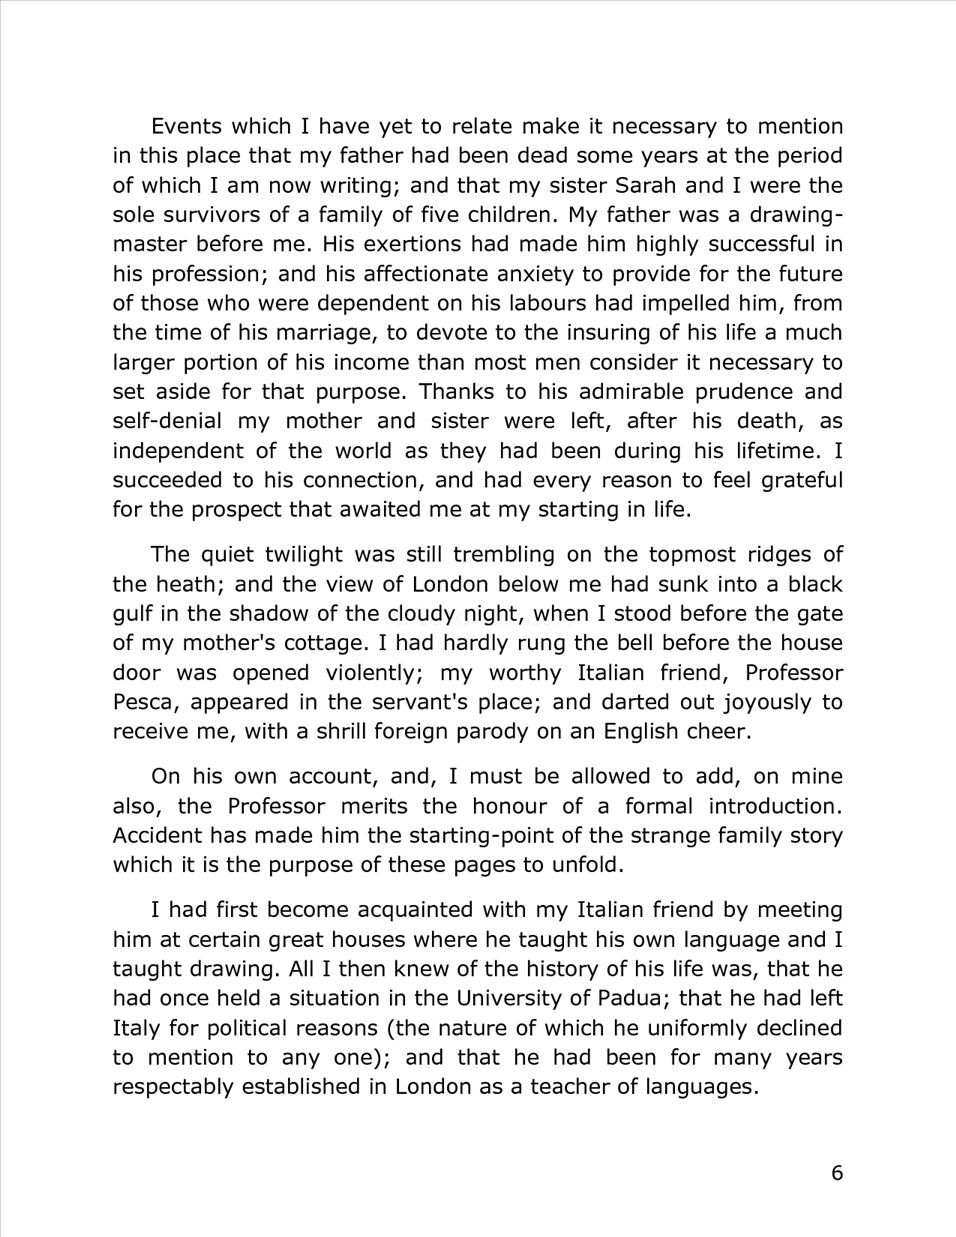 Events which I have yet to relate make it necessary to mention
in this place that my father had been dead some years at the period
of which I am now writing; and that my sister Sarah and I were the
sole survivors of a family of five children. My father was a drawing-
master before me. His exertions had made him highly successful in
his profession; and his affectionate anxiety to provide for the future
of those who were dependent on his labours had impelled him, from
the time of his marriage, to devote to the insuring of his life a much
larger portion of his income than most men consider it necessary to
set aside for that purpose. Thanks to his admirable prudence and
self-denial my mother and sister were left, after his death, as
independent of the world as they had been during his lifetime. I
succeeded to his connection, and had every reason to feel grateful
for the prospect that awaited me at my starting in life.
The quiet twilight was still trembling on the topmost ridges of
the heath; and the view of London below me had sunk into a black
gulf in the shadow of the cloudy night, when I stood before the gate
of my mother's cottage. I had hardly rung the bell before the house
door was opened violently; my worthy Italian friend, Professor
Pesca, appeared in the servant's place; and darted out joyously to
receive me, with a shrill foreign parody on an English cheer.
On his own account, and, I must be allowed to add, on mine
also, the Professor merits the honour of a formal introduction.
Accident has made him the starting-point of the strange family story
which it is the purpose of these pages to unfold.
I had first become acquainted with my Italian friend by meeting
him at certain great houses where he taught his own language and I
taught drawing. All I then knew of the history of his life was, that he
had once held a situation in the University of Padua; that he had left
Italy for political reasons (the nature of which he uniformly declined
to mention to any one); and that he had been for many years
respectably established in London as a teacher of languages.
6